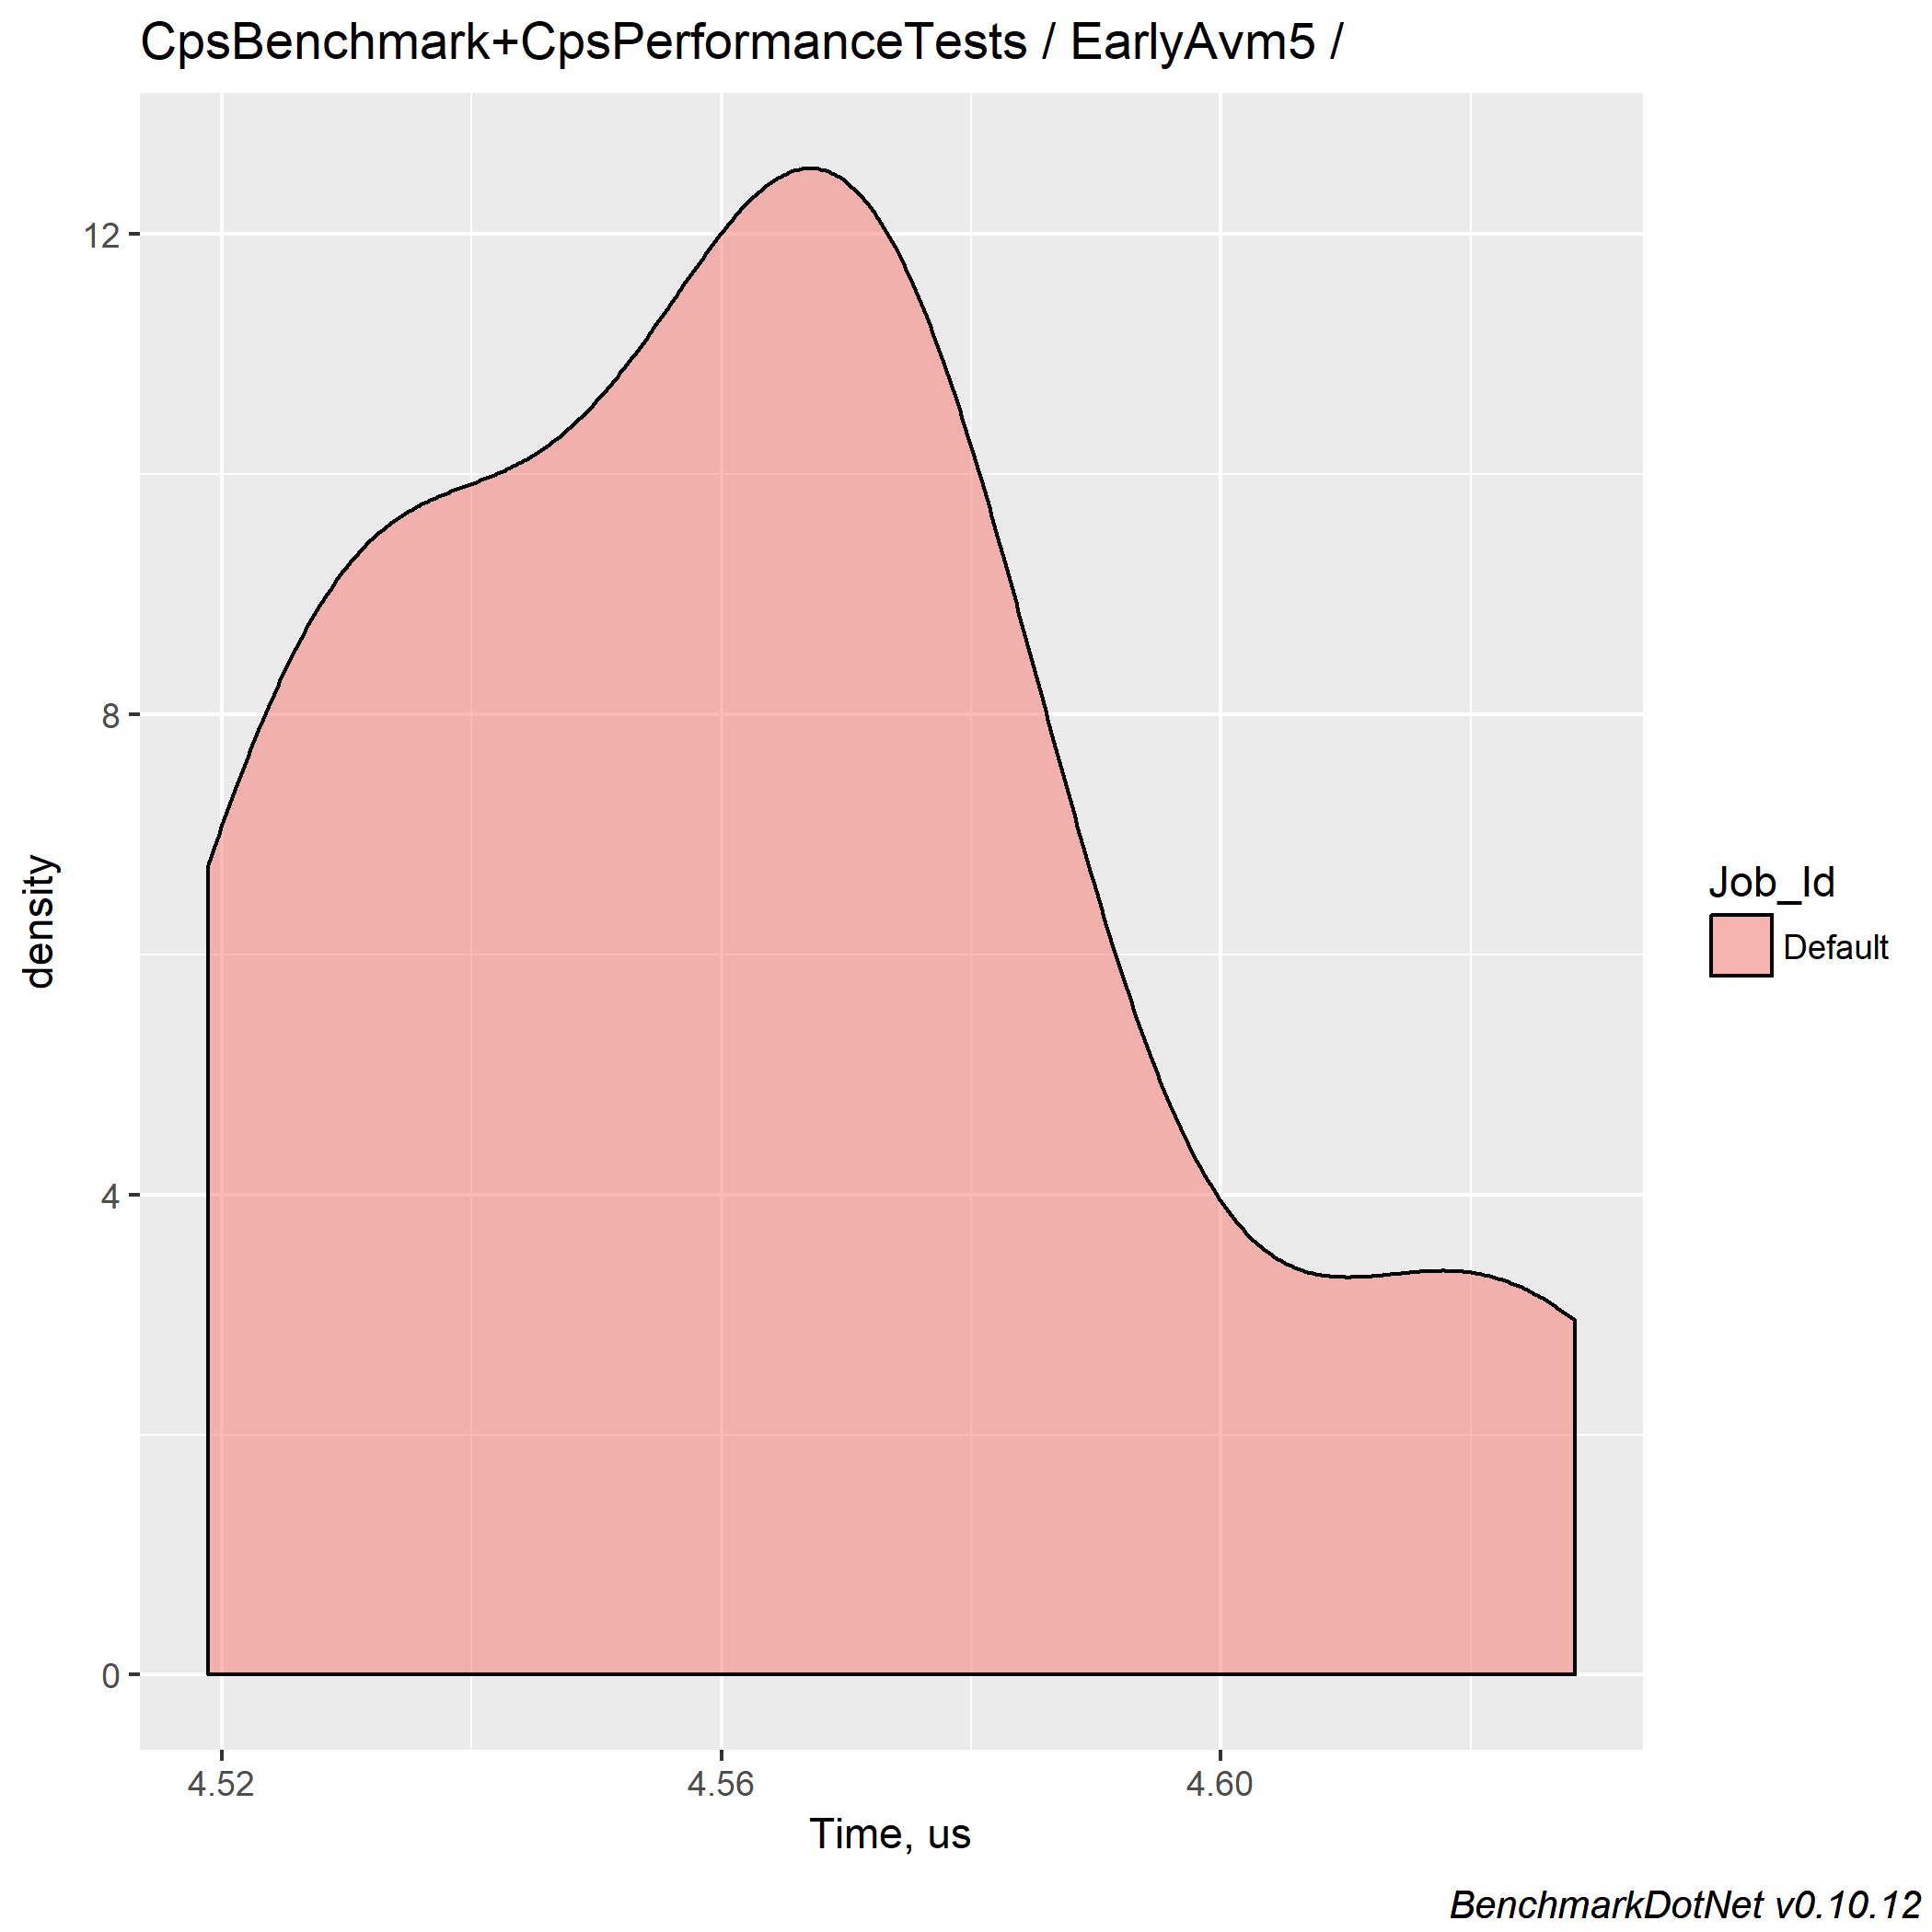 CpsBenchmark+CpsPerformanceTests / EarlyAvm5 /
12
8
4
0
density
4.52 4.56 4.60
Time, us
Job_Id
Default
BenchmarkDotNet v0.10.12